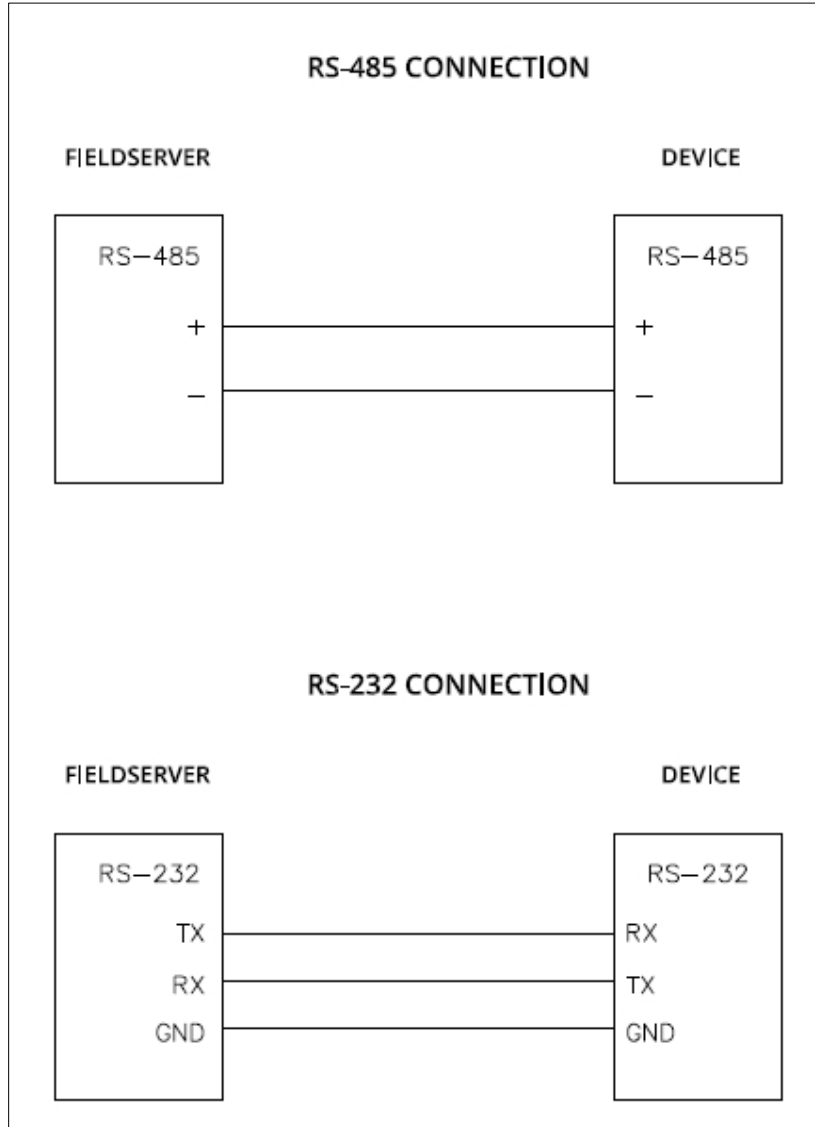 RS-485 CONNECTION
FIELDSERVER DEVICE
RS-485 RS-485
+ +
− −
RS-232 CONNECTION
FIELDSERVER DEVICE
RS-232 RS-232
TX RX
RX TX
GND GND